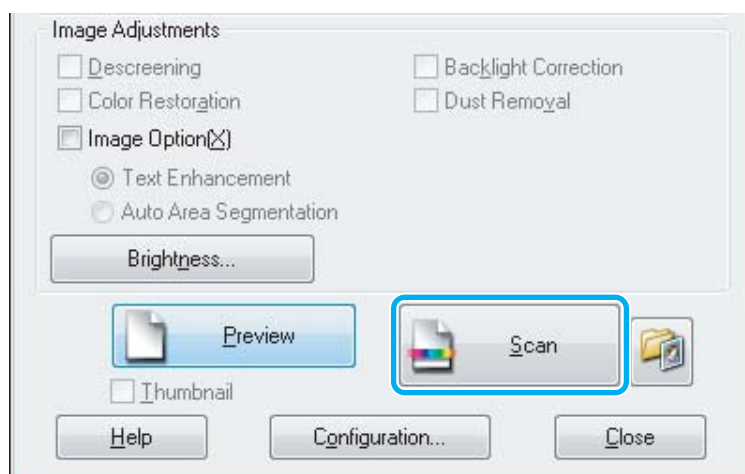 Image Adjustments
Descreening
Backlight Correction
Color Restoration
Dust Removal
Image Option(X)
Text Enhancement
Auto Area Segmentation
Brightness...
Preview
Scan
Thumbnail
Help
Configuration...
Close